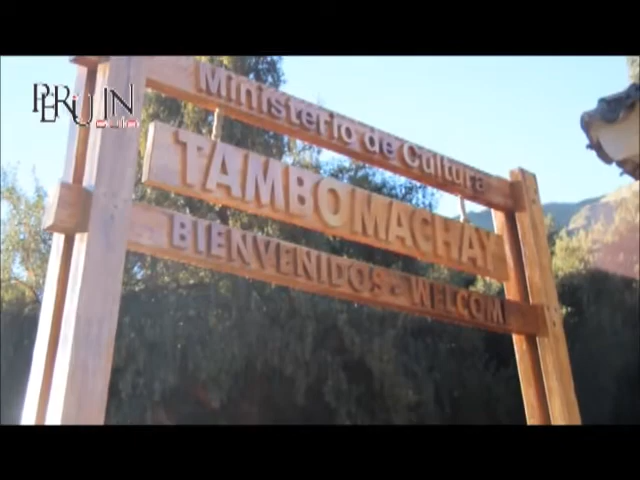 PERU IN
Ministerio de Cultura
TAMBOMACHAY
BIENVENIDOS - WELCOM